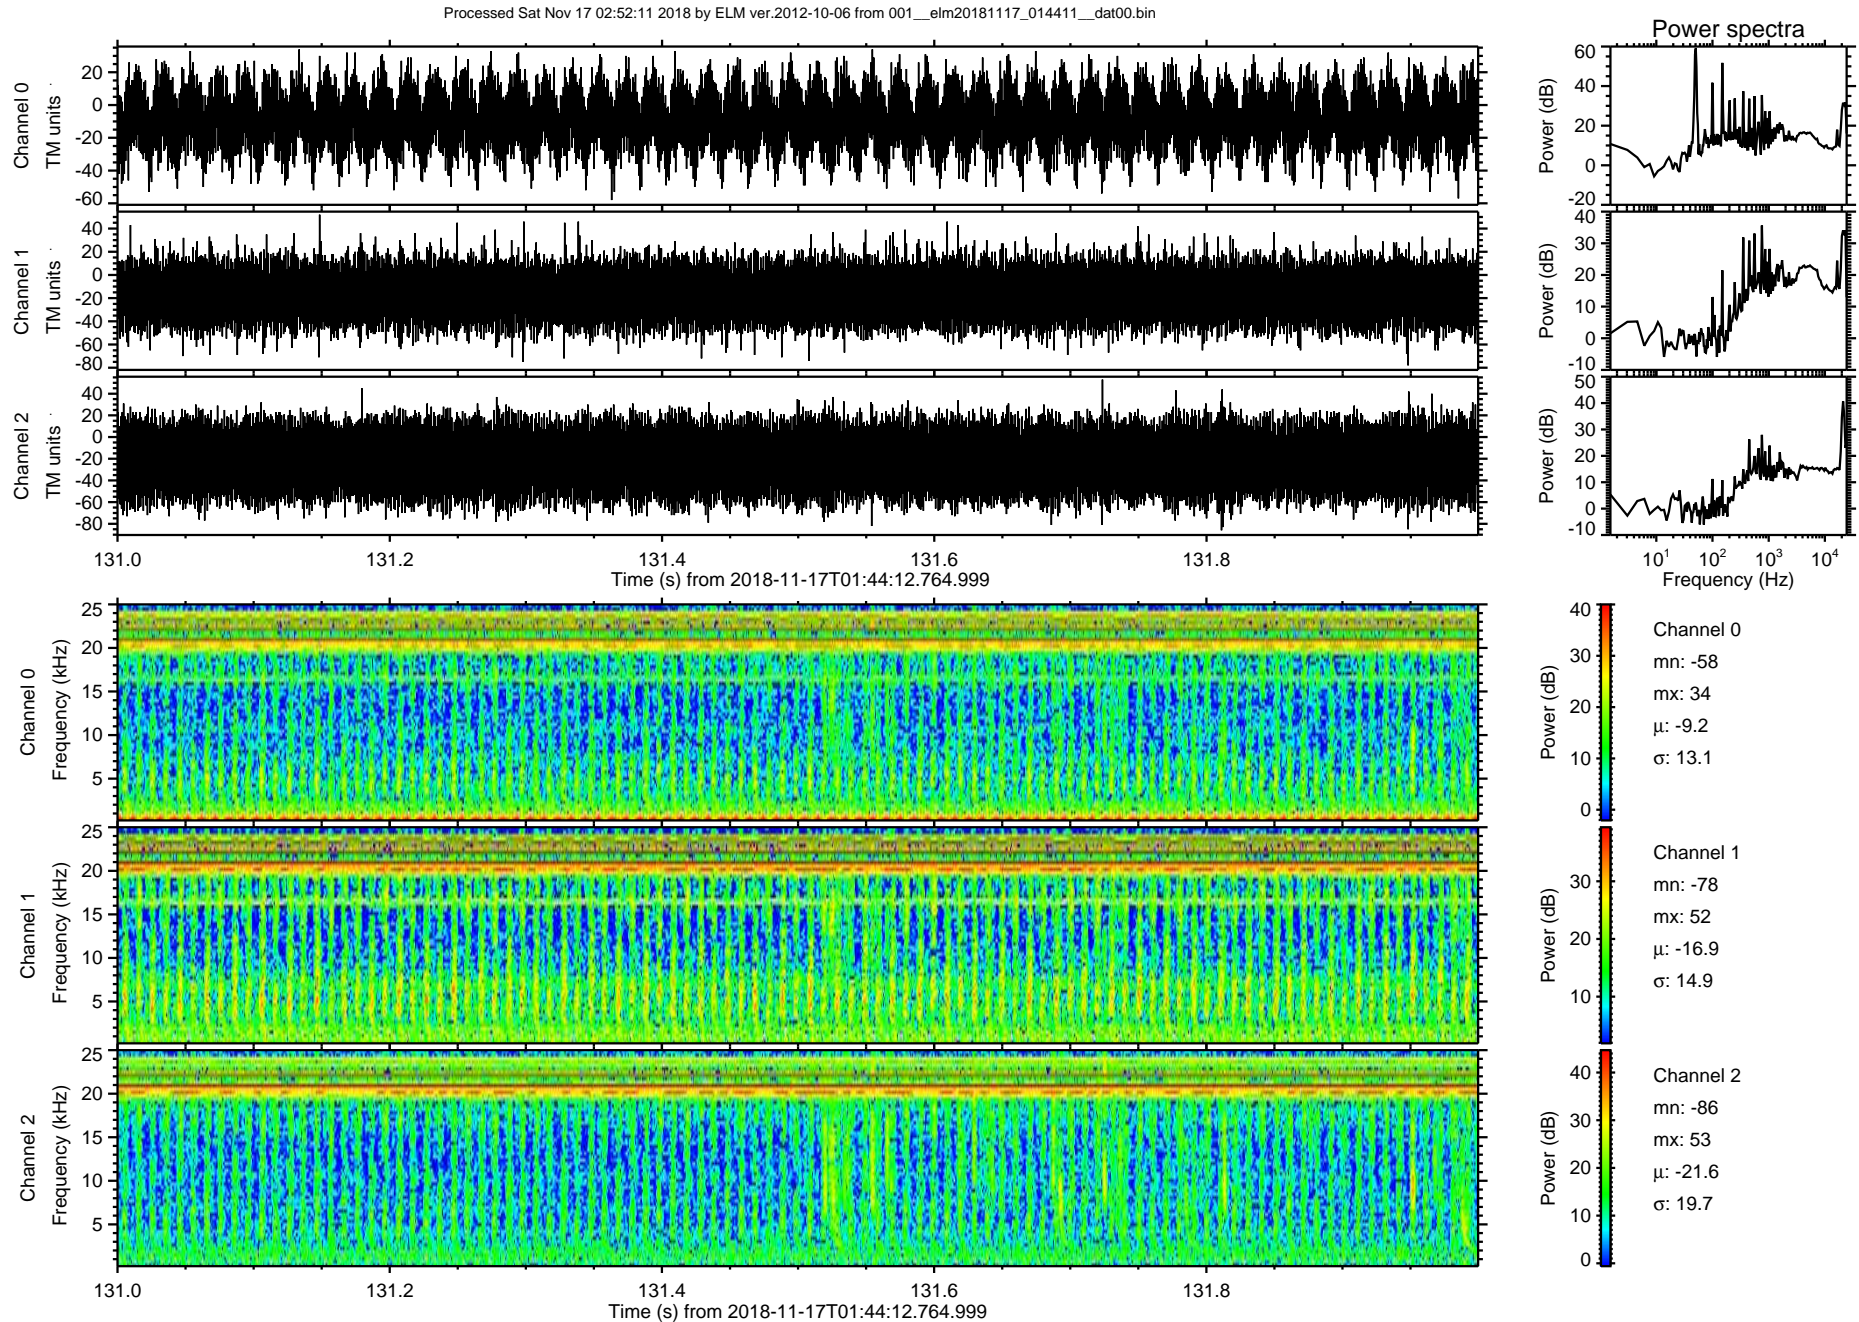 Processed Sat Nov 17 02:52:11 2018 by ELM ver.2012-10-06 from 001__elm20181117_014411__dat00.bin
Power spectra
Channel 0
TM units
20
0
-20
-40
-60
Power (dB)
60
40
20
0
-20
Channel 1
TM units
40
20
0
-20
-40
-60
-80
Power (dB)
40
30
20
10
0
-10
Channel 2
TM units
40
20
0
-20
-40
-60
-80
Power (dB)
50
40
30
20
10
0
-10
131.0 131.2 131.4 131.6 131.8
Time (s) from 2018-11-17T01:44:12.764.999
10¹ 10² 10³ 10⁴
Frequency (Hz)
Channel 0
Frequency (kHz)
25
20
15
10
5
Power (dB)
40
30
20
10
0
Channel 0
mn: -58
mx: 34
μ: -9.2
σ: 13.1
Channel 1
Frequency (kHz)
25
20
15
10
5
Power (dB)
30
20
10
Channel 1
mn: -78
mx: 52
μ: -16.9
σ: 14.9
Channel 2
Frequency (kHz)
25
20
15
10
5
Power (dB)
40
30
20
10
0
Channel 2
mn: -86
mx: 53
μ: -21.6
σ: 19.7
131.0 131.2 131.4 131.6 131.8
Time (s) from 2018-11-17T01:44:12.764.999